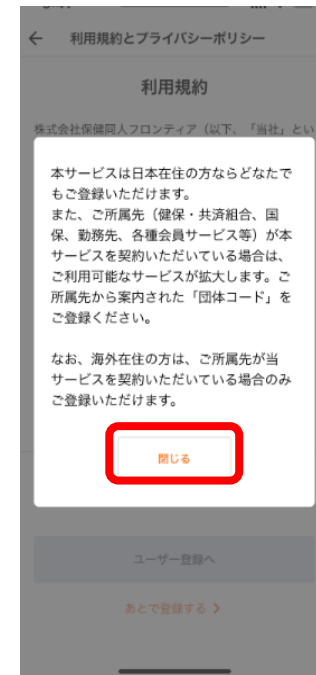 利用規約とプライバシーポリシー
利用規約
株式会社保健同人フロンティア（以下、「当社」とい
本サービスは日本在住の方ならどなたで
もご登録いただけます。
また、ご所属先（健保・共済組合、国
保、勤務先、各種会員サービス等）が本
サービスを契約いただいている場合は、
ご利用可能なサービスが拡大します。ご
所属先から案内された「団体コード」を
ご登録ください。
なお、海外在住の方は、ご所属先が当
サービスを契約いただいている場合のみ
ご登録いただけます。
閉じる
ユーザー登録へ
あとで登録する